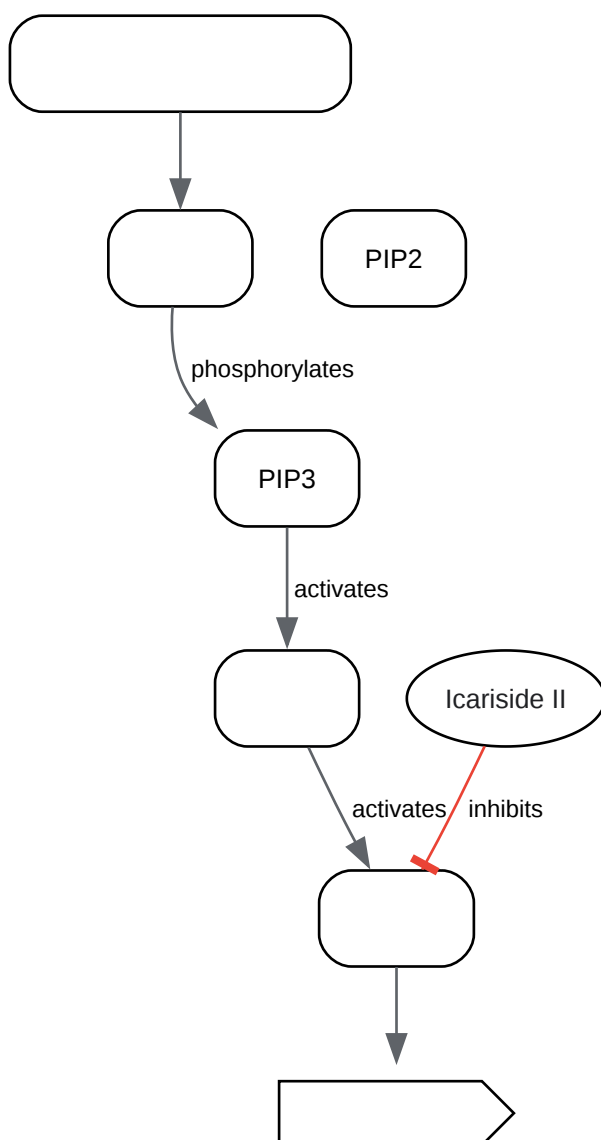 PIP2
phosphorylates
PIP3
activates
Icariside II
activates
inhibits